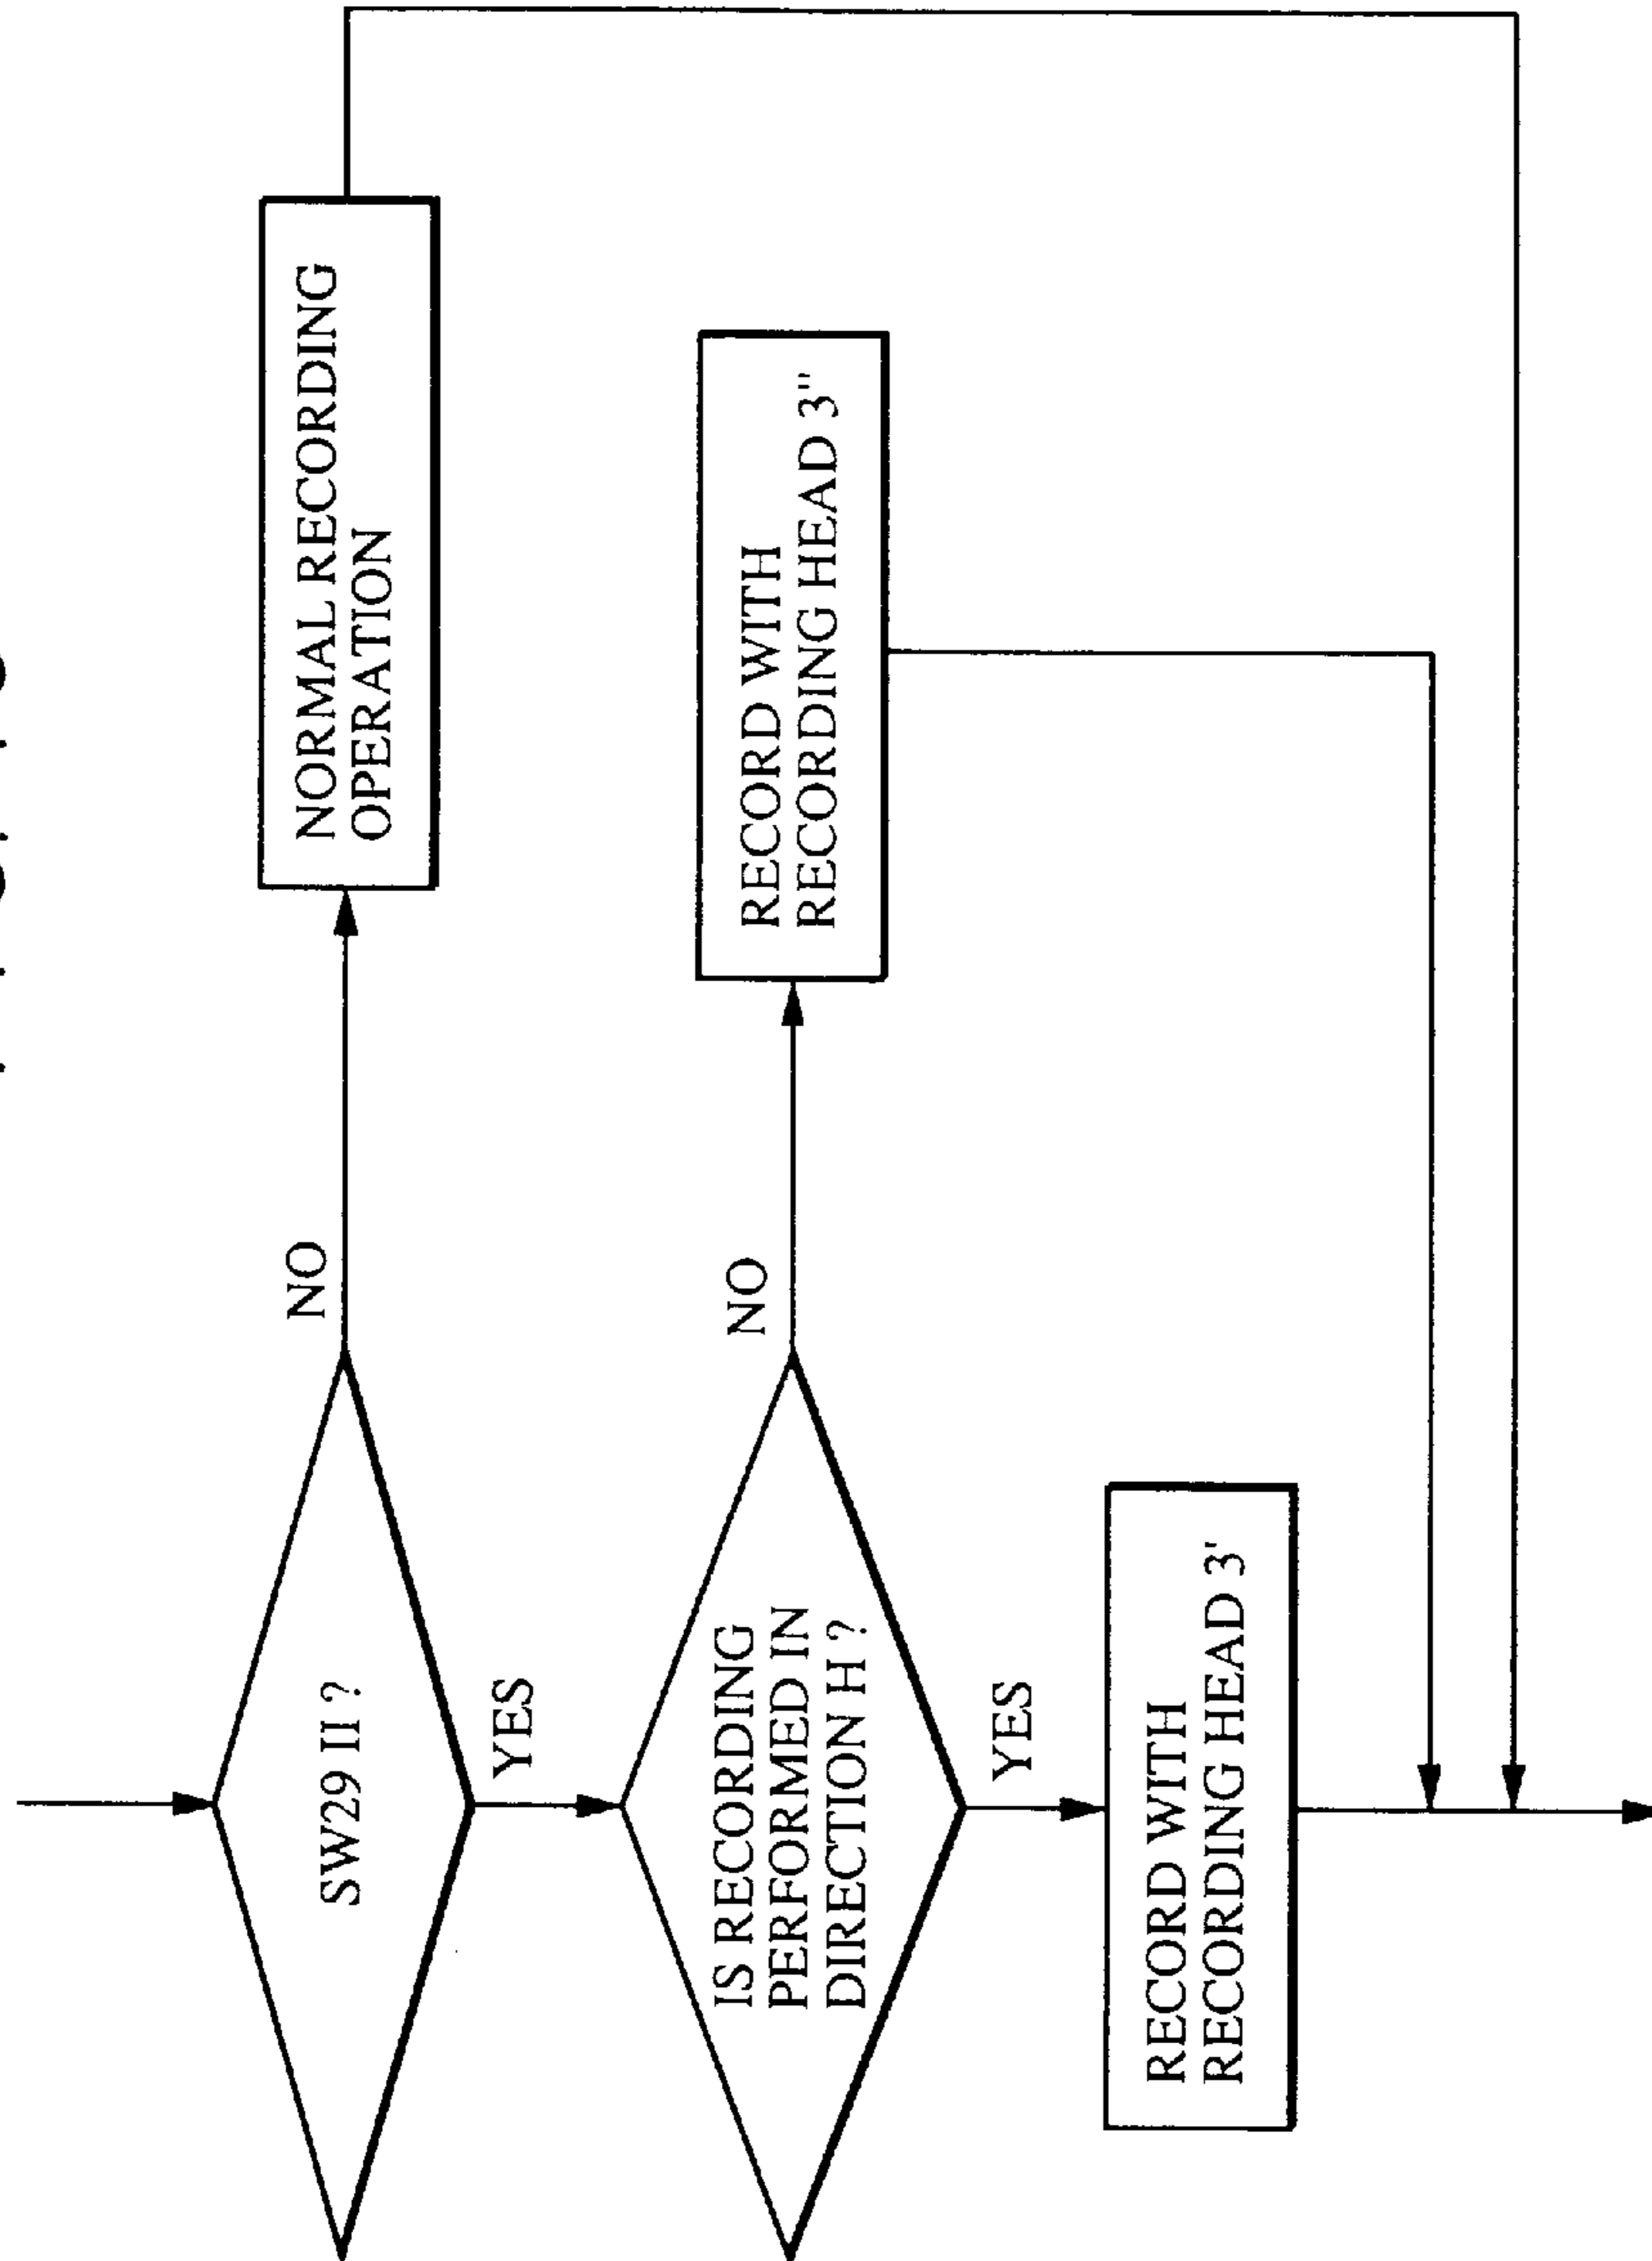 SW29 II ?
NO
NORMAL RECORDING
OPERATION
YES
IS RECORDING
PERFORMED IN
DIRECTION H ?
NO
RECORD WITH
RECORDING HEAD 3"
YES
RECORD WITH
RECORDING HEAD 3'